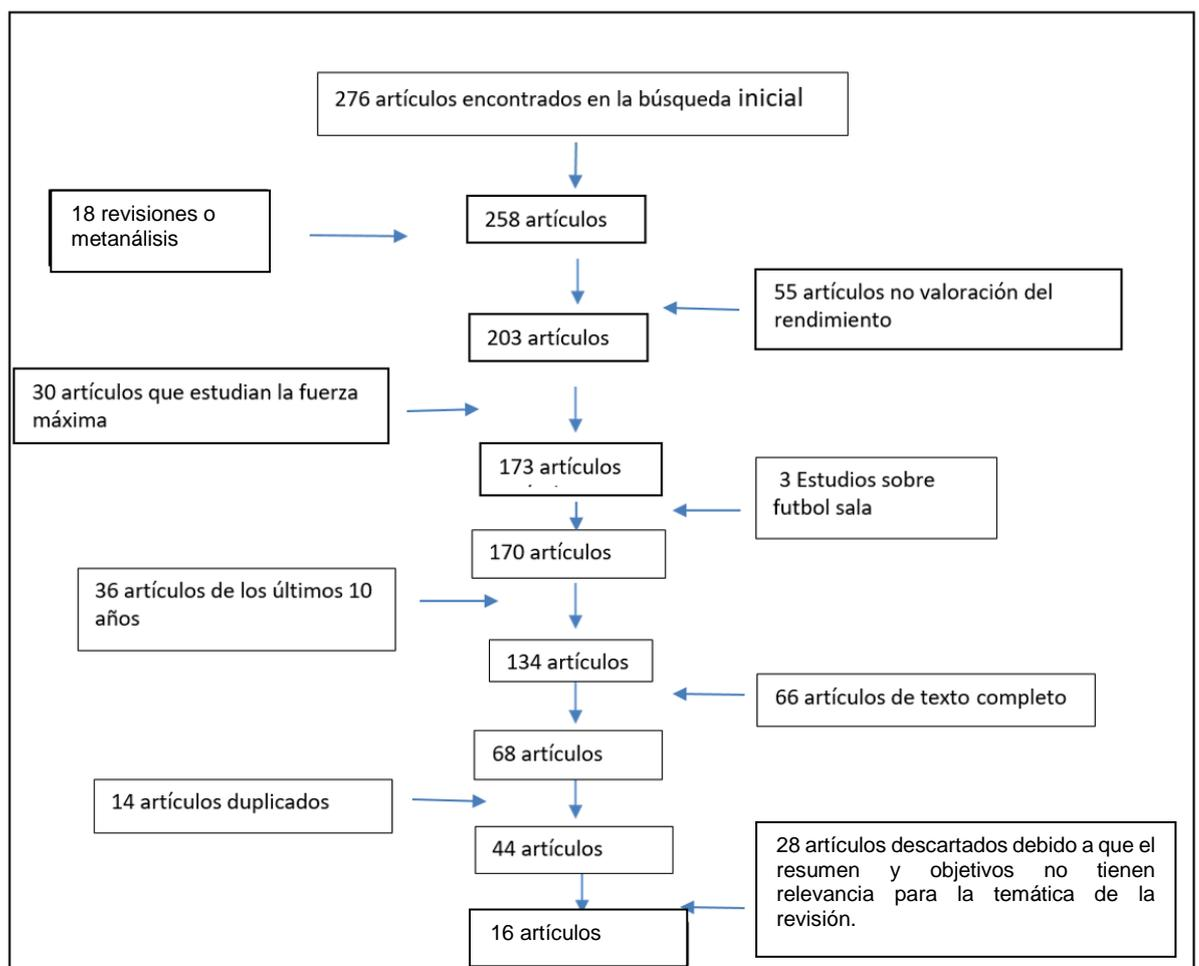 276 artículos encontrados en la búsqueda inicial
18 revisiones o
metanálisis
258 artículos
55 artículos no valoración del
rendimiento
203 artículos
30 artículos que estudian la fuerza
máxima
173 artículos
3 Estudios sobre
futbol sala
170 artículos
36 artículos de los últimos 10
años
134 artículos
66 artículos de texto completo
68 artículos
14 artículos duplicados
44 artículos
28 artículos descartados debido a que el
resumen y objetivos no tienen
relevancia para la temática de la
revisión.
16 artículos